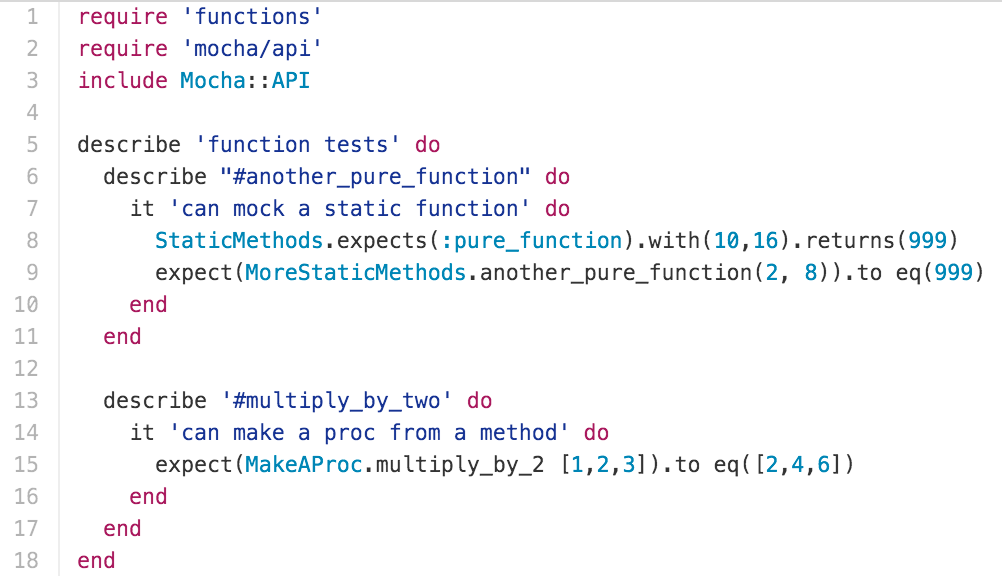 1 require 'functions'
2 require 'mocha/api'
3 include Mocha::API
4
5 describe 'function tests' do
6   describe "#another_pure_function" do
7     it 'can mock a static function' do
8       StaticMethods.expects(:pure_function).with(10,16).returns(999)
9       expect(MoreStaticMethods.another_pure_function(2, 8)).to eq(999)
10     end
11   end
12
13   describe '#multiply_by_two' do
14     it 'can make a proc from a method' do
15       expect(MakeAProc.multiply_by_2 [1,2,3]).to eq([2,4,6])
16     end
17   end
18 end